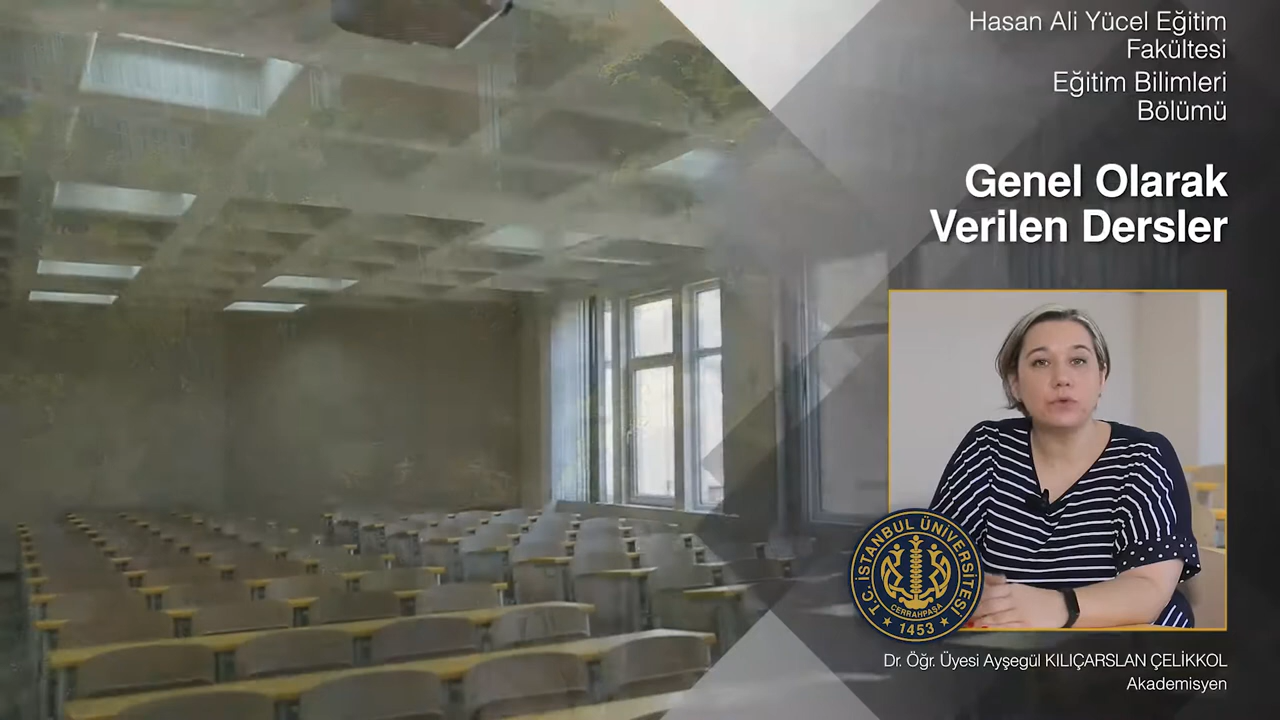 Hasan Ali Yücel Eğitim
Fakültesi
Eğitim Bilimleri
Bölümü
Genel Olarak
Verilen Dersler
T.C. İSTANBUL ÜNİVERSİTESİ
CERRAHPAŞA
★ 1453 ★
Dr. Öğr. Üyesi Ayşegül KILIÇARSLAN ÇELİKKOL
Akademisyen